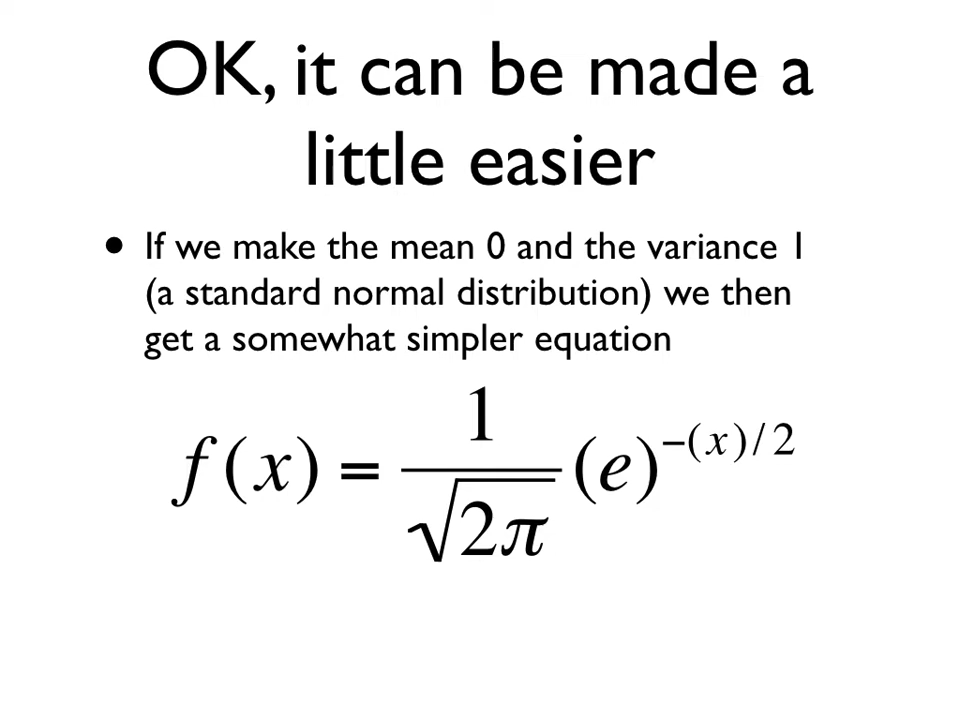 OK, it can be made a
little easier
• If we make the mean 0 and the variance 1
(a standard normal distribution) we then
get a somewhat simpler equation
f(x) = 1/√2π (e)^−(x)/2